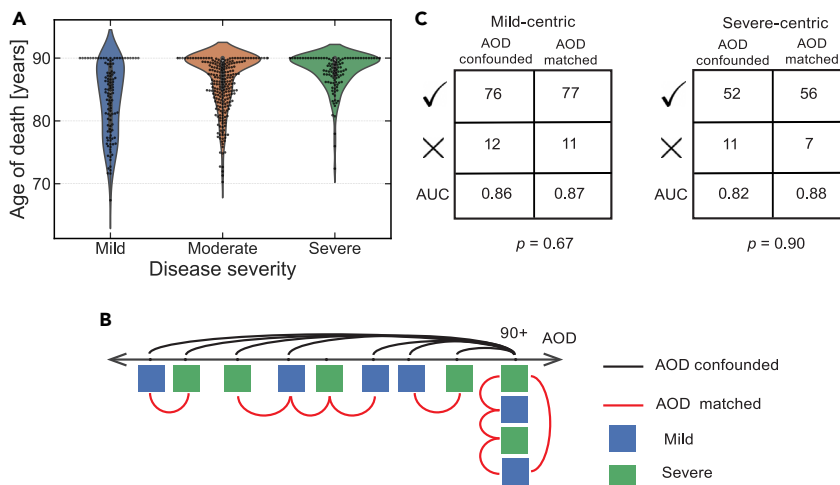 A
90
80
70
Age of death [years]
Mild
Moderate
Severe
Disease severity
C
Mild-centric
AOD
confounded
AOD
matched
76
77
12
11
AUC
0.86
0.87
p = 0.67
Severe-centric
AOD
confounded
AOD
matched
52
56
11
7
AUC
0.82
0.88
p = 0.90
B
90+
AOD
AOD confounded
AOD matched
Mild
Severe